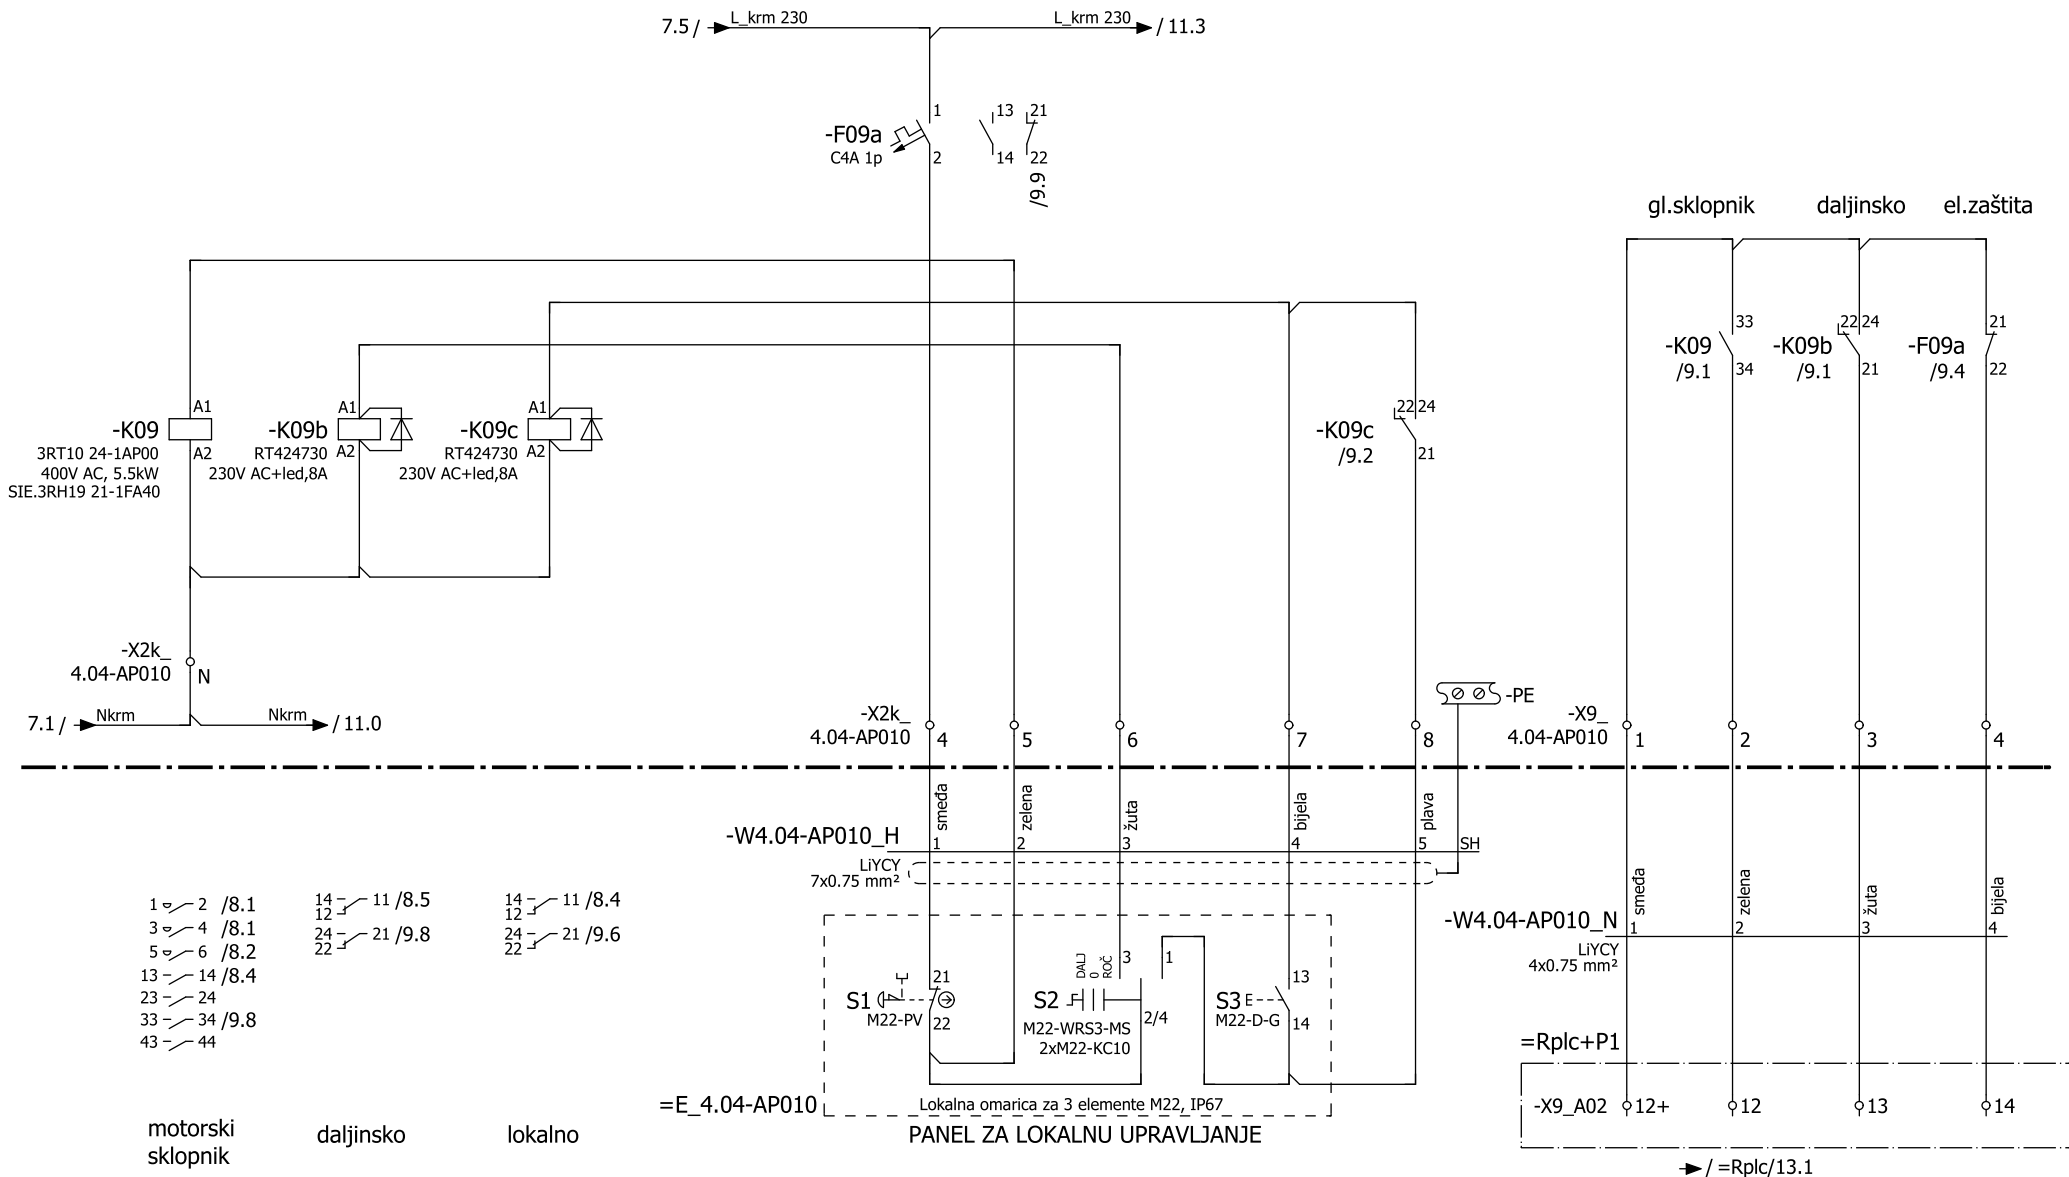 7.5 /
L_krm 230
L_krm 230
/ 11.3
-F09a
C4A 1p
1
2
13
14
21
22
/9.9
gl.sklopnik
daljinsko
el.zaštita
-K09
3RT10 24-1AP00
400V AC, 5.5kW
SIE.3RH19 21-1FA40
A1
A2
-K09b
RT424730
230V AC+led,8A
A1
A2
-K09c
RT424730
230V AC+led,8A
A1
A2
-K09c
/9.2
22 24
21
-K09
/9.1
33
34
-K09b
/9.1
22 24
21
-F09a
/9.4
21
22
-X2k_
4.04-AP010
N
7.1 /
Nkrm
Nkrm
/ 11.0
-X2k_
4.04-AP010
4
5
6
7
8
-PE
-X9_
4.04-AP010
1
2
3
4
smeđa
zelena
žuta
bijela
plava
-W4.04-AP010_H
1
2
3
4
5
SH
LiYCY
7x0.75 mm²
smeđa
zelena
žuta
bijela
-W4.04-AP010_N
1
2
3
4
LiYCY
4x0.75 mm²
1 2 /8.1
3 4 /8.1
5 6 /8.2
13 14 /8.4
23 24
33 34 /9.8
43 44
motorski
sklopnik
14 11 /8.5
12
24 21 /9.8
22
daljinsko
14 11 /8.4
12
24 21 /9.6
22
lokalno
S1
M22-PV
21
22
S2
DALJ
0
ROČ
3
1
2/4
M22-WRS3-MS
2xM22-KC10
S3
M22-D-G
13
14
=E_4.04-AP010
Lokalna omarica za 3 elemente M22, IP67
PANEL ZA LOKALNU UPRAVLJANJE
=Rplc+P1
-X9_A02
12+
12
13
14
/ =Rplc/13.1